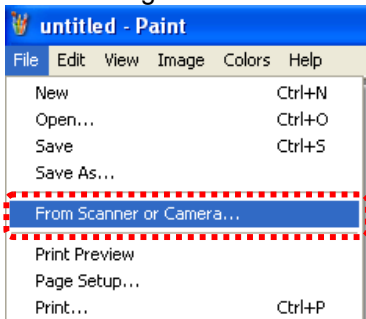 untitled - Paint
File Edit View Image Colors Help
New Ctrl+N
Open... Ctrl+O
Save Ctrl+S
Save As...
From Scanner or Camera...
Print Preview
Page Setup...
Print... Ctrl+P